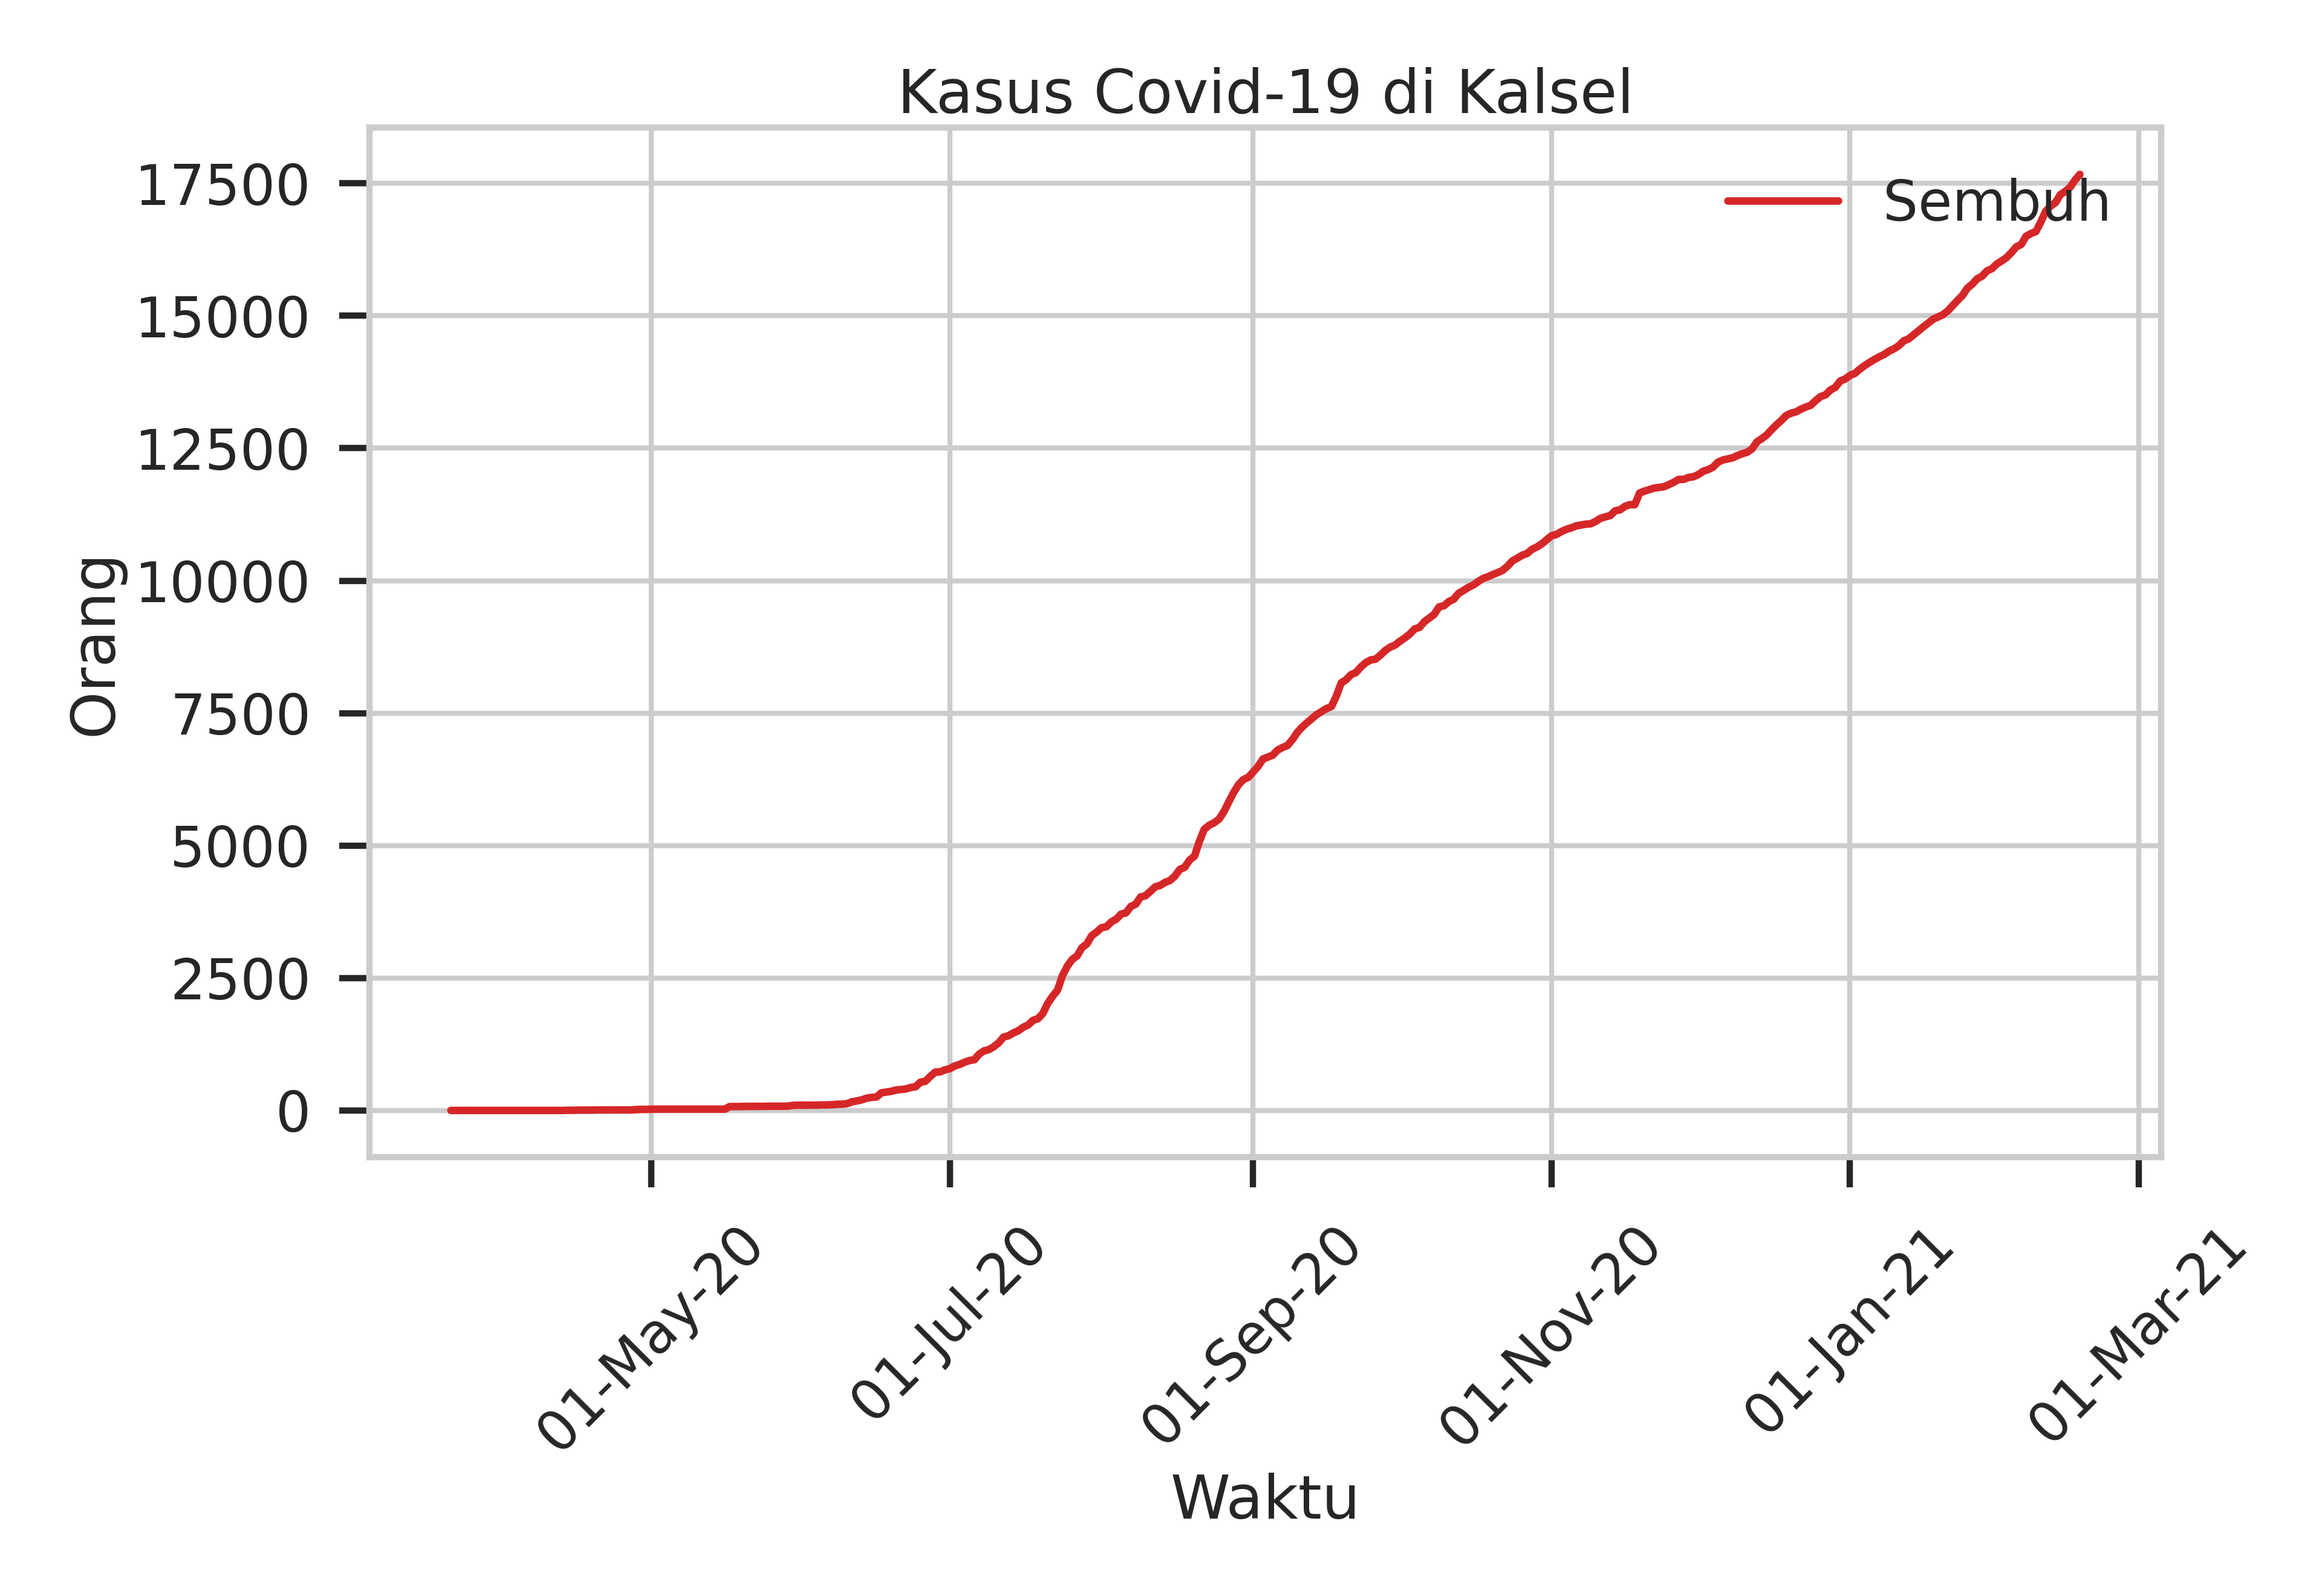 Kasus Covid-19 di Kalsel
Sembuh
Orang
17500
15000
12500
10000
7500
5000
2500
0
01-May-20
01-Jul-20
01-Sep-20
01-Nov-20
01-Jan-21
01-Mar-21
Waktu